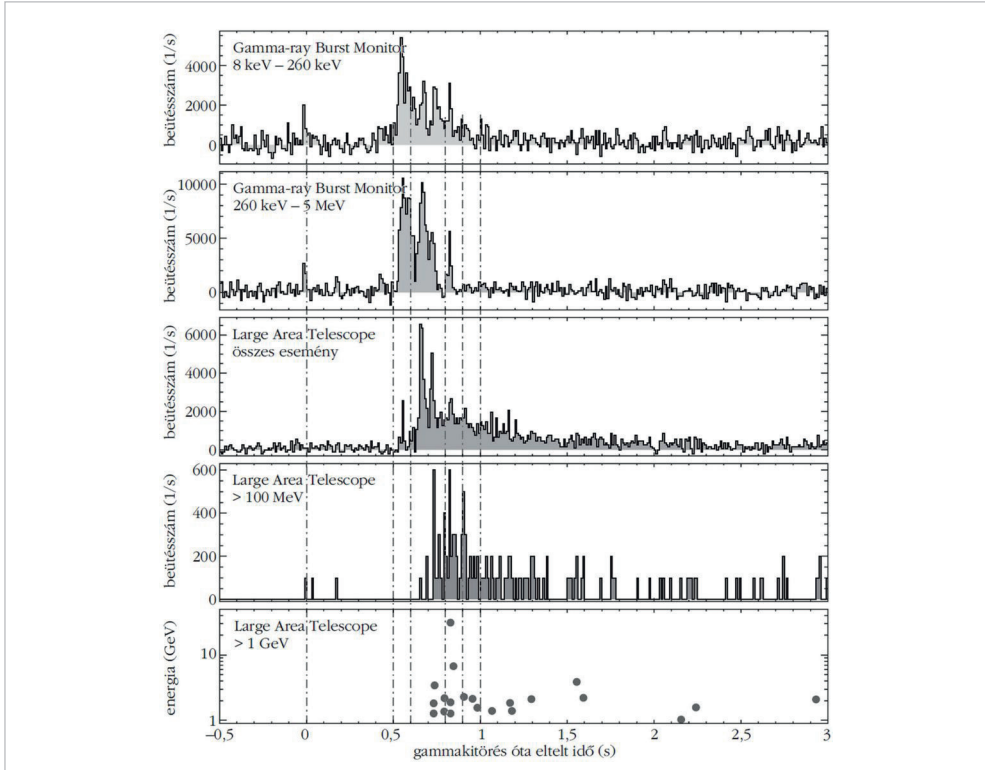 Gamma-ray Burst Monitor
8 keV – 260 keV
beütésszám (1/s)
4000
2000
0
Gamma-ray Burst Monitor
260 keV – 5 MeV
beütésszám (1/s)
10000
5000
0
Large Area Telescope
összes esemény
beütésszám (1/s)
6000
4000
2000
0
Large Area Telescope
> 100 MeV
beütésszám (1/s)
600
400
200
0
Large Area Telescope
> 1 GeV
energia (GeV)
10
1
–0,5 0 0,5 1 1,5 2 2,5 3
gammakitörés óta eltelt idő (s)